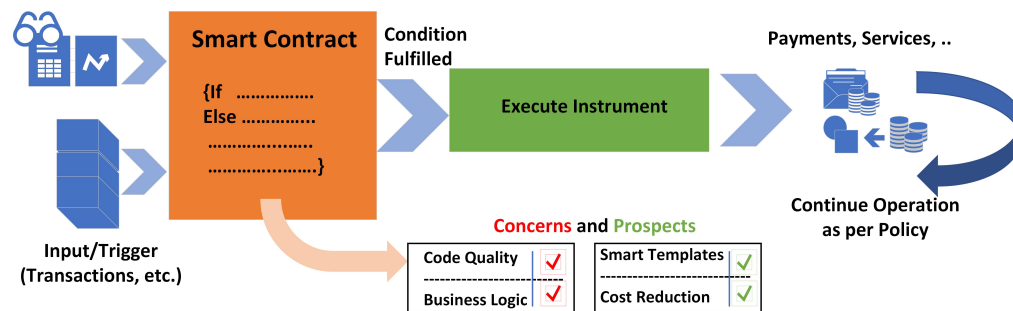 Smart Contract
{If …………….
Else …………...
…………..……..
…………..…….}
Condition
Fulfilled
Execute Instrument
Payments, Services, ..
Continue Operation
as per Policy
Input/Trigger
(Transactions, etc.)
Concerns and Prospects
Code Quality
Business Logic
Smart Templates
Cost Reduction